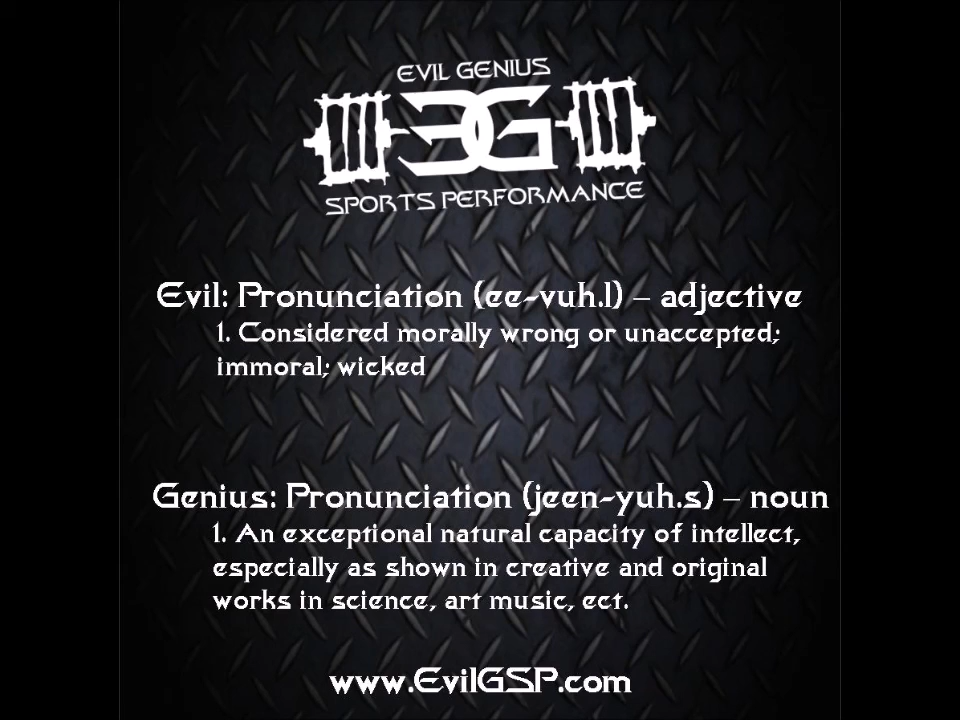 EVIL GENIUS
EG
SPORTS PERFORMANCE
Evil: Pronunciation (ee-vuh.l) – adjective
1. Considered morally wrong or unaccepted;
immoral; wicked
Genius: Pronunciation (jeen-yuh.s) – noun
1. An exceptional natural capacity of intellect,
especially as shown in creative and original
works in science, art music, ect.
www.EvilGSP.com